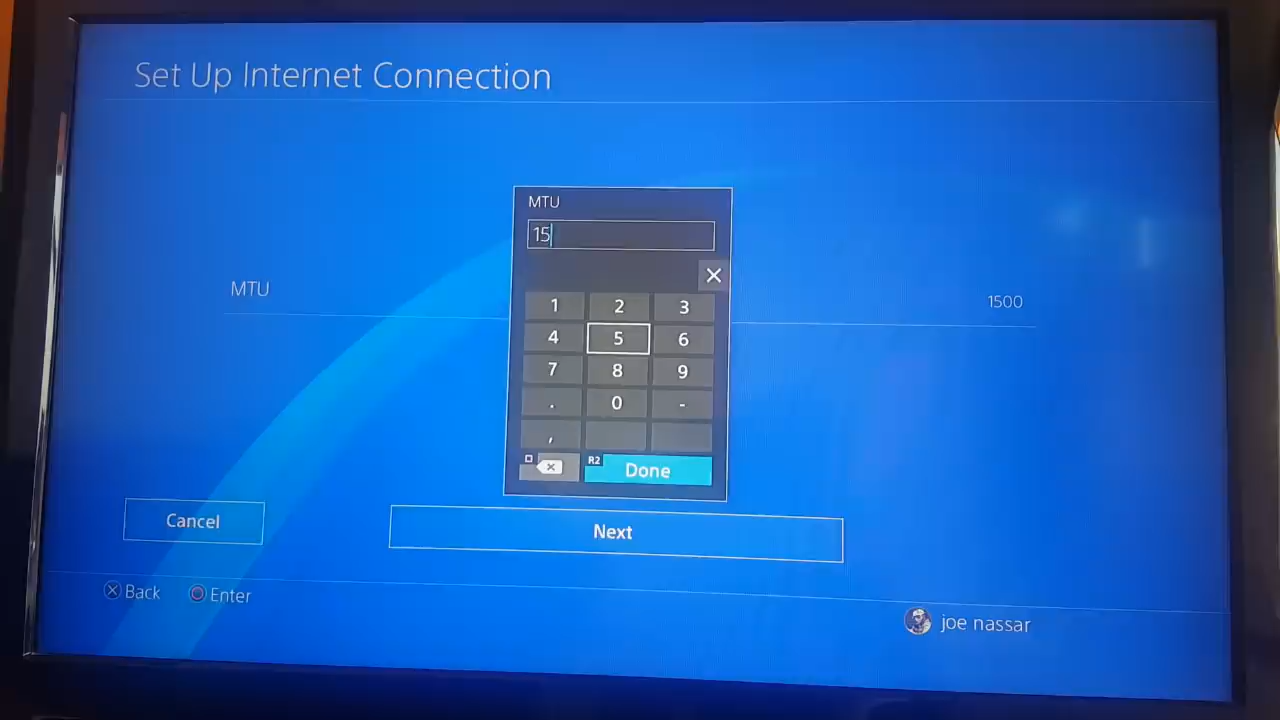 Set Up Internet Connection
MTU
15
MTU
1500
1 2 3
4 5 6
7 8 9
. 0 -
,
R2 Done
Cancel
Next
Back Enter
joe nassar